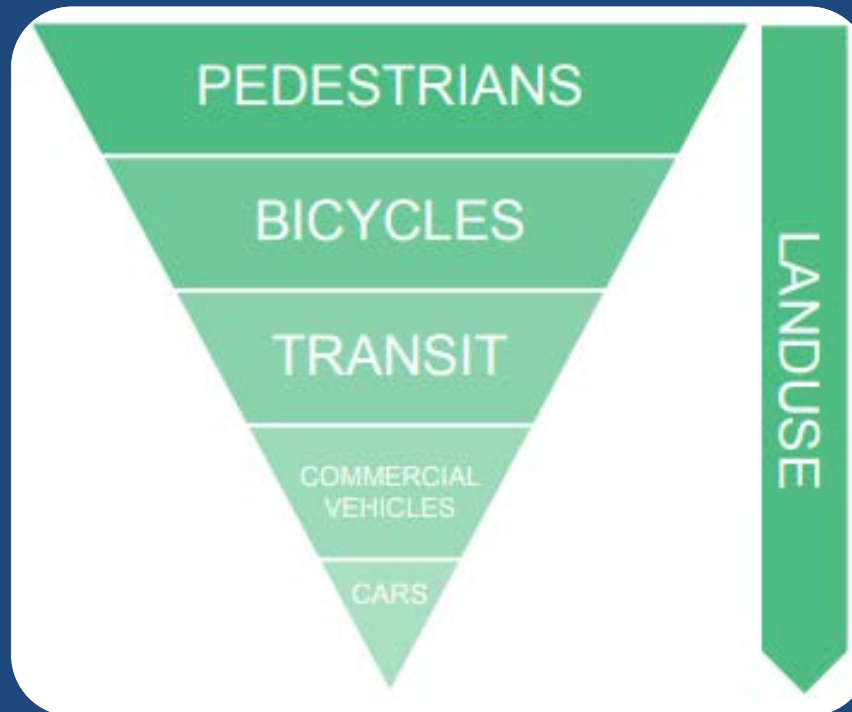 PEDESTRIANS
BICYCLES
TRANSIT
COMMERCIAL
VEHICLES
CARS
LANDUSE